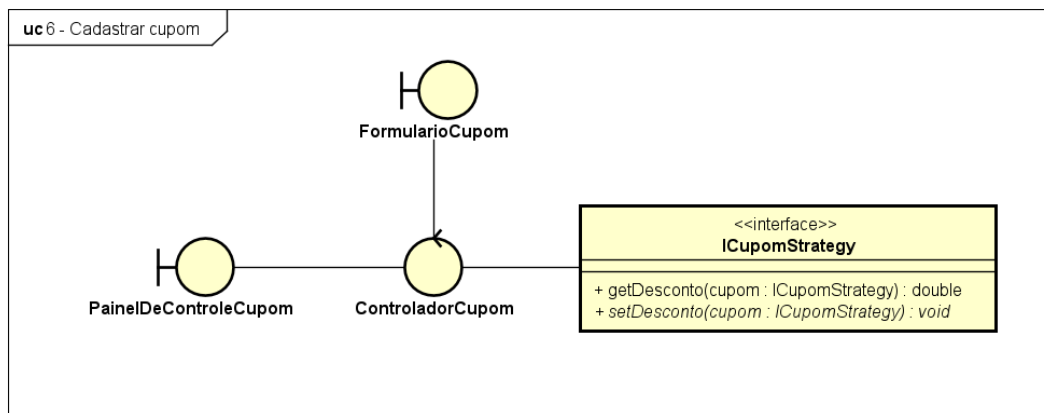 uc 6 - Cadastrar cupom
FormularioCupom
<<interface>>
ICupomStrategy
PainelDeControleCupom
ControladorCupom
+ getDesconto(cupom : ICupomStrategy) : double
+ setDesconto(cupom : ICupomStrategy) : void